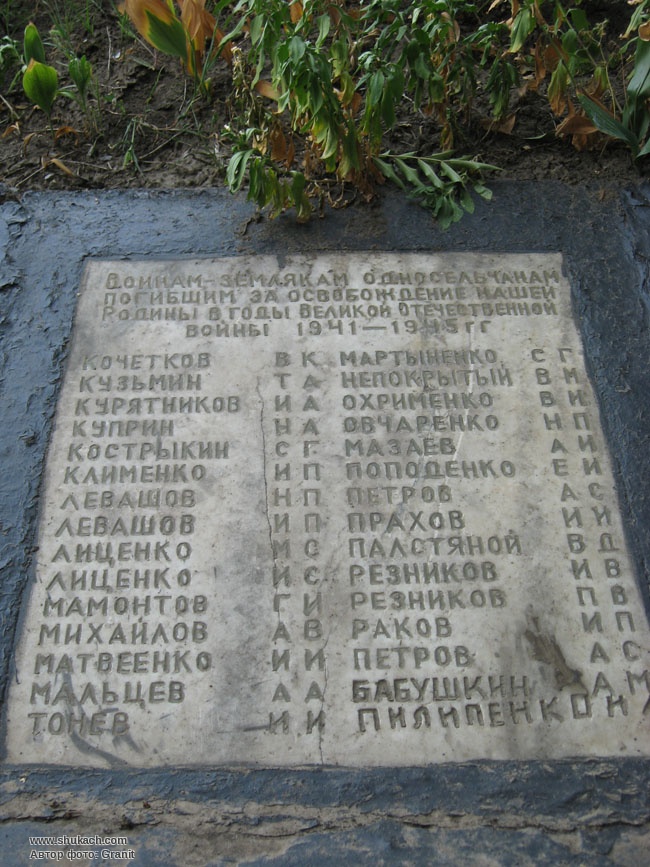 Воинам-землякам односельчанам
погибшим за освобождение нашей
Родины в годы Великой Отечественной
войны 1941—1945 гг
КОЧЕТКОВ В К
КУЗЬМИН Т А
КУРЯТНИКОВ И А
КУПРИН Н А
КОСТРЫКИН С Г
КЛИМЕНКО И П
ЛЕВАШОВ Н П
ЛЕВАШОВ И П
ЛИЦЕНКО М С
ЛИЦЕНКО И С
МАМОНТОВ Г И
МИХАЙЛОВ А В
МАТВЕЕНКО И И
МАЛЬЦЕВ А А
ТОНЕВ И И
МАРТЫНЕНКО С Г
НЕПОКРЫТЫЙ В М
ОХРИМЕНКО В И
ОВЧАРЕНКО Н П
МАЗАЕВ А И
ПОПОДЕНКО Е И
ПЕТРОВ А С
ПРАХОВ И И
ПАЛСТЯНОЙ В Д
РЕЗНИКОВ И В
РЕЗНИКОВ П В
РАКОВ И П
ПЕТРОВ А С
БАБУШКИН А М
ПИЛИПЕНКО И
www.shukach.com
Автор фото: Granit